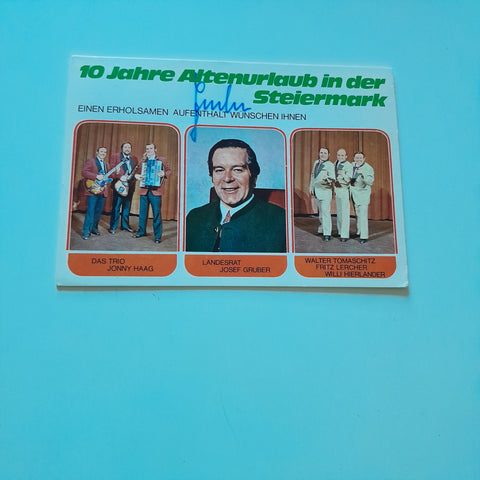 10 Jahre Altenurlaub in der
Steiermark
EINEN ERHOLSAMEN AUFENTHALT WÜNSCHEN IHNEN
DAS TRIO
JONNY HAAG
LANDESRAT
JOSEF GRUBER
WALTER TOMASCHITZ
FRITZ LERCHER
WILLI HIERLÄNDER